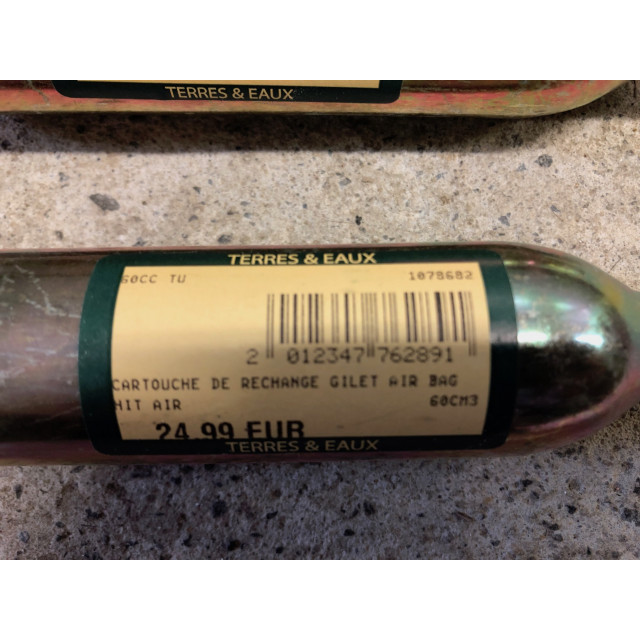 TERRES & EAUX
TERRES & EAUX
60CC TU 1078682
2 012347 762891
CARTOUCHE DE RECHANGE GILET AIR BAG
HIT AIR 60CM3
24.99 EUR
TERRES & EAUX